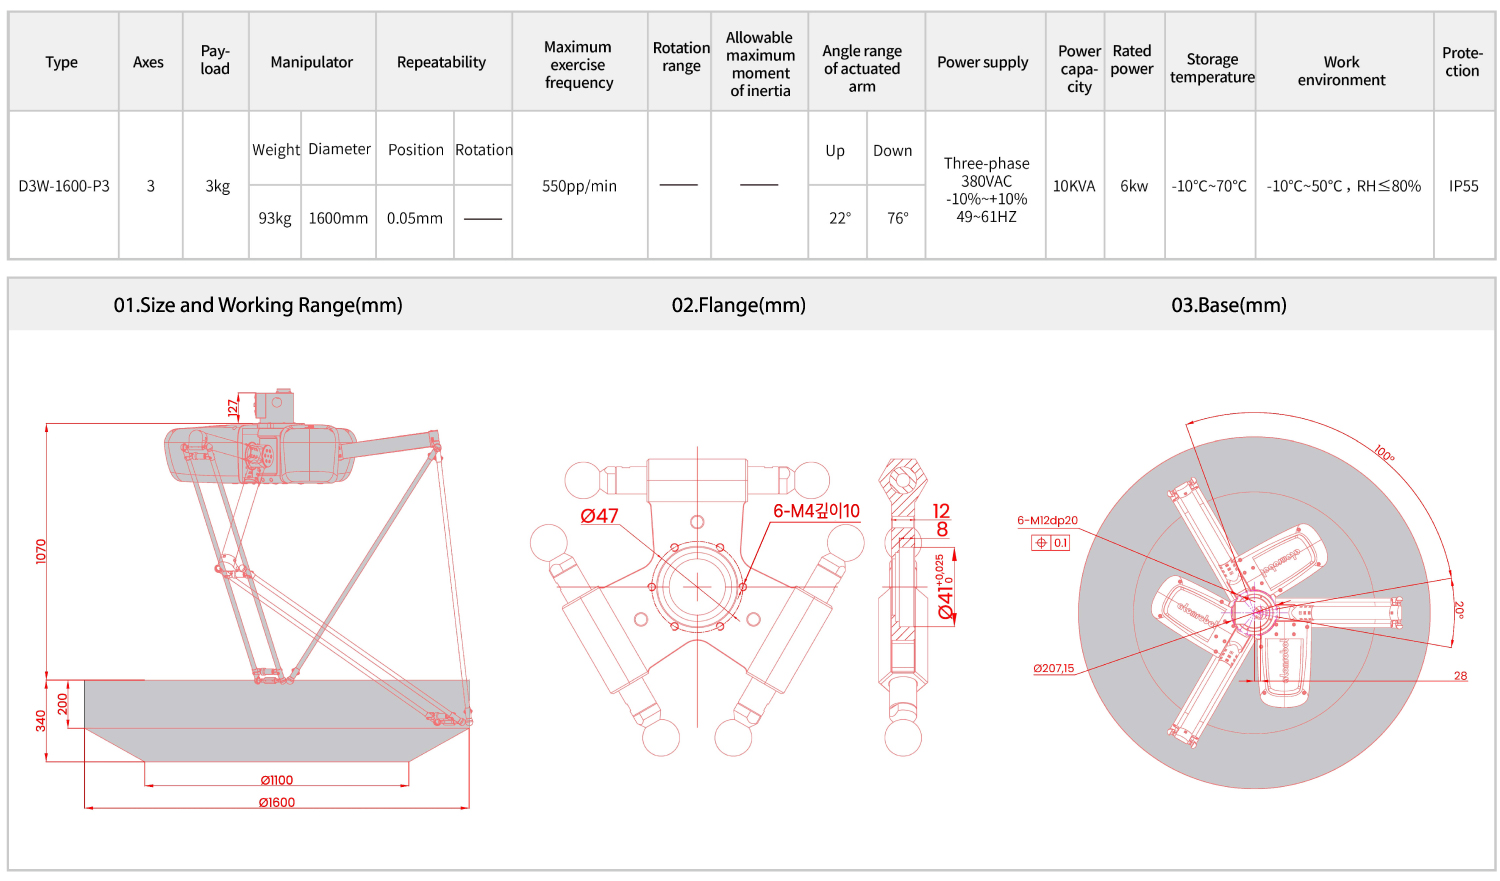 Type
Axes
Pay-
load
Manipulator
Repeatability
Maximum
exercise
frequency
Rotation
range
Allowable
maximum
moment
of inertia
Angle range
of actuated
arm
Power supply
Power
capa-
city
Rated
power
Storage
temperature
Work
environment
Prote-
ction
D3W-1600-P3
3
3kg
Weight
Diameter
Position
Rotation
93kg
1600mm
0.05mm
——
550pp/min
——
——
Up
Down
22°
76°
Three-phase
380VAC
-10%~+10%
49~61HZ
10KVA
6kw
-10°C~70°C
-10°C~50°C , RH≤80%
IP55
01.Size and Working Range(mm)
02.Flange(mm)
03.Base(mm)
127
1070
200
340
Ø1100
Ø1600
Ø47
6-M4깊이10
12
8
Ø41 +0,025 0
100°
6-M12dp20
0.1
20°
Ø207,15
28